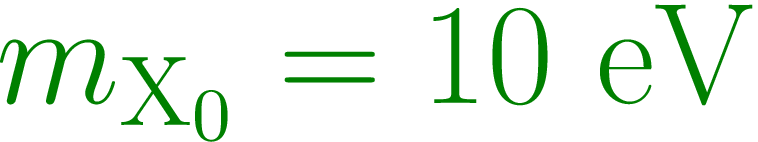 m_{X_0} = 10 eV